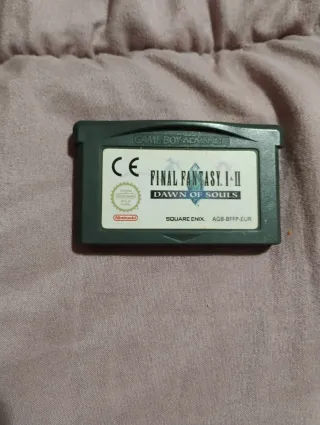 GAME BOY ADVANCE
CE
FINAL FANTASY I•II
DAWN OF SOULS
Nintendo
SQUARE ENIX
AGB-BFFP-EUR